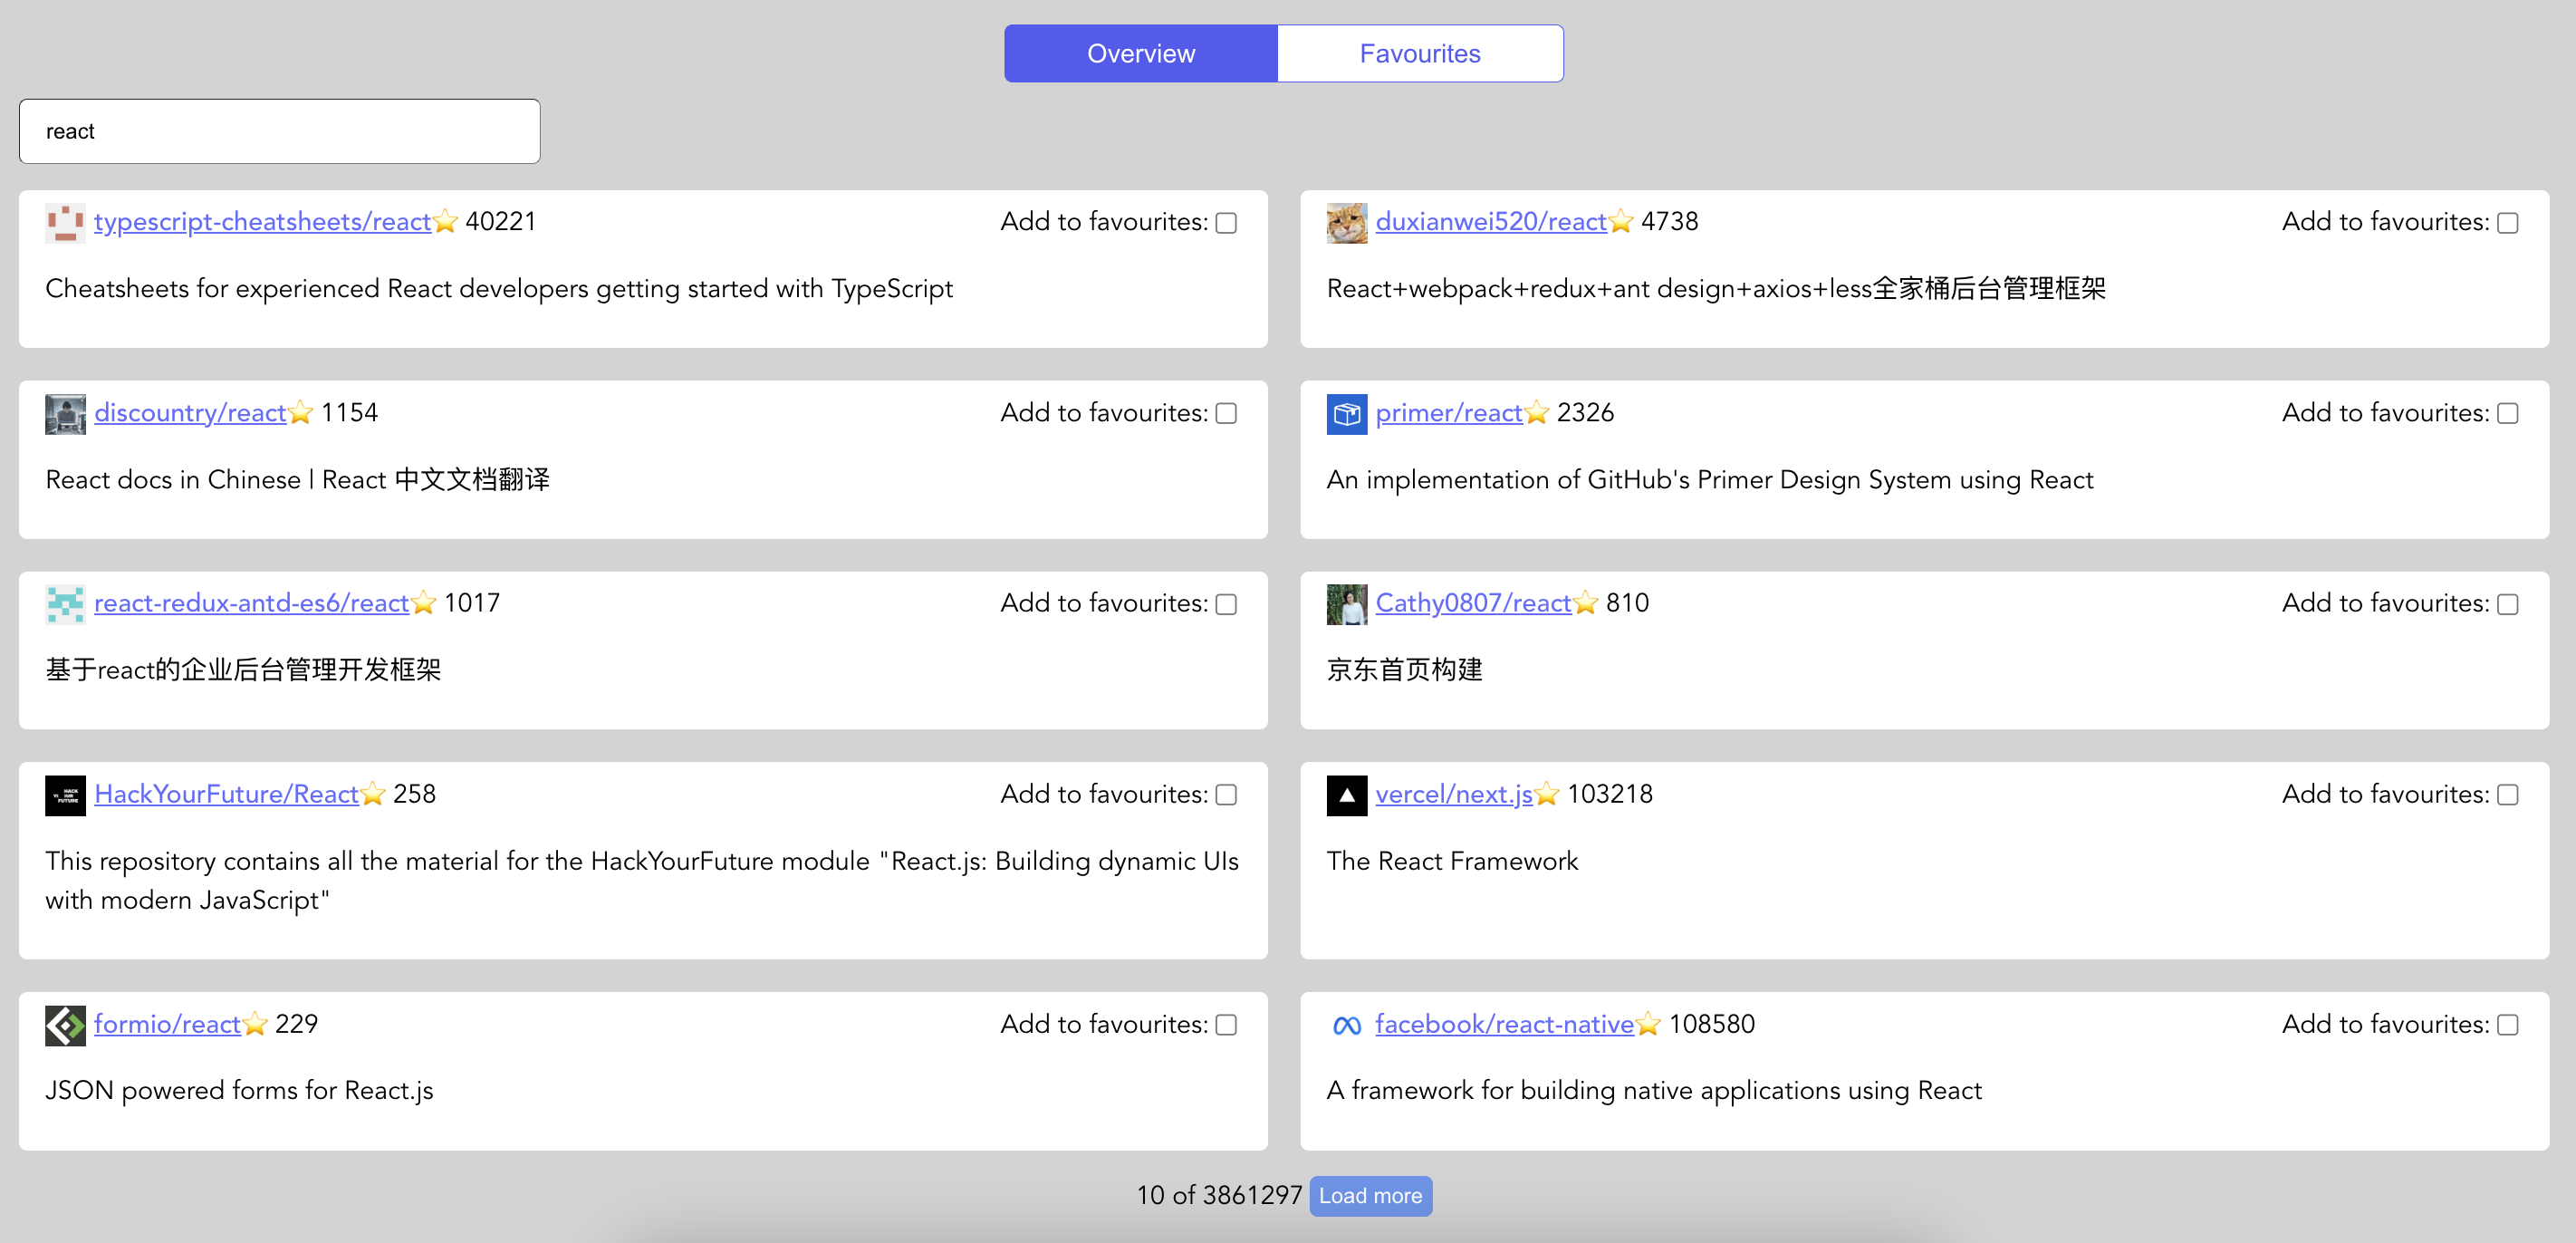 Overview Favourites
react
typescript-cheatsheets/react⭐ 40221 Add to favourites:
Cheatsheets for experienced React developers getting started with TypeScript
duxianwei520/react⭐ 4738 Add to favourites:
React+webpack+redux+ant design+axios+less全家桶后台管理框架
discountry/react⭐ 1154 Add to favourites:
React docs in Chinese | React 中文文档翻译
primer/react⭐ 2326 Add to favourites:
An implementation of GitHub's Primer Design System using React
react-redux-antd-es6/react⭐ 1017 Add to favourites:
基于react的企业后台管理开发框架
Cathy0807/react⭐ 810 Add to favourites:
京东首页构建
HACK
YOUR
FUTURE
HackYourFuture/React⭐ 258 Add to favourites:
This repository contains all the material for the HackYourFuture module "React.js: Building dynamic UIs
with modern JavaScript"
vercel/next.js⭐ 103218 Add to favourites:
The React Framework
formio/react⭐ 229 Add to favourites:
JSON powered forms for React.js
facebook/react-native⭐ 108580 Add to favourites:
A framework for building native applications using React
10 of 3861297 Load more